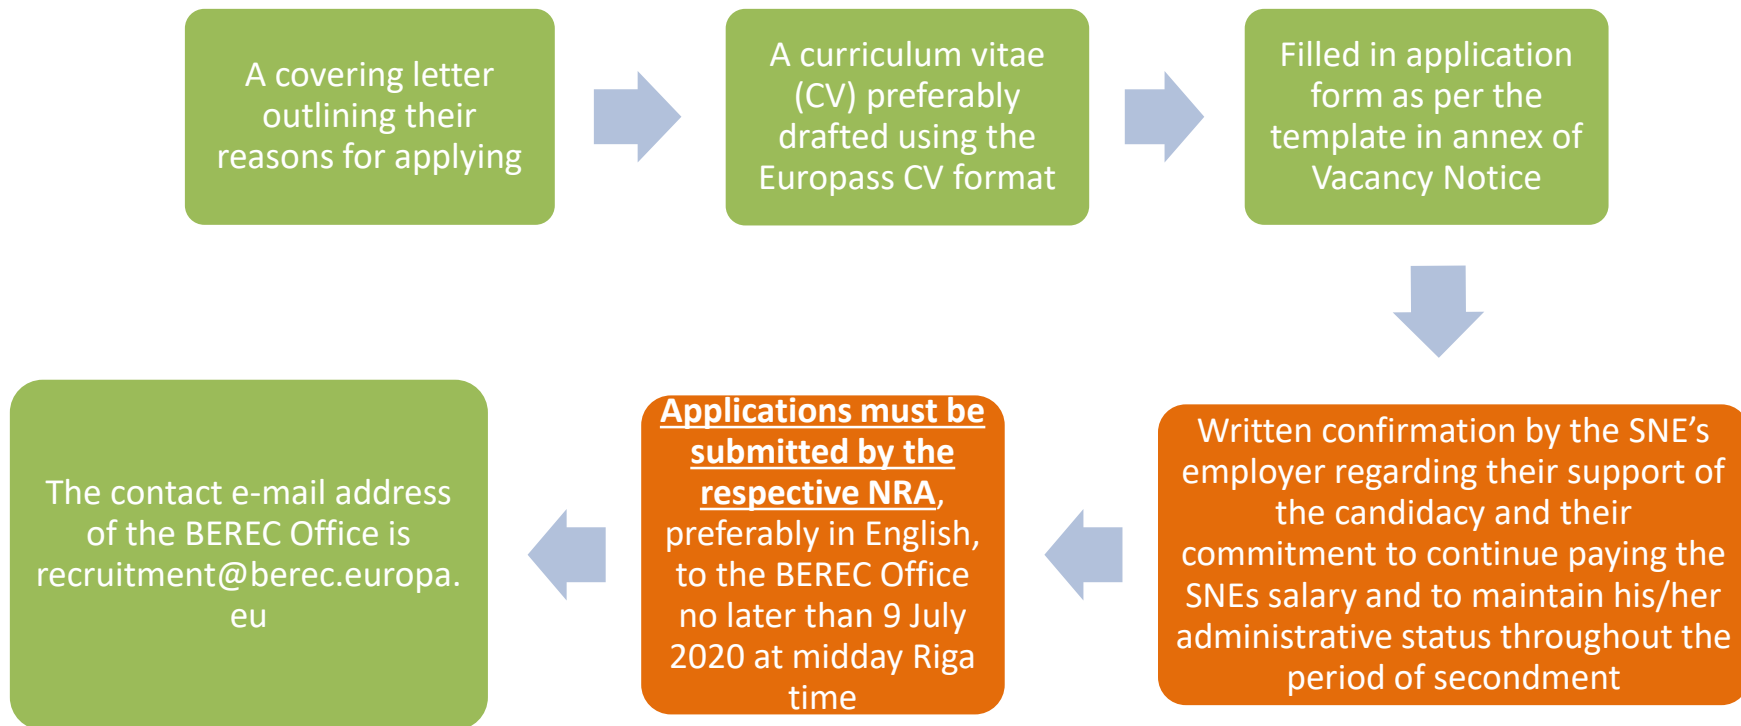 A covering letter
outlining their
reasons for applying
A curriculum vitae
(CV) preferably
drafted using the
Europass CV format
Filled in application
form as per the
template in annex of
Vacancy Notice
Written confirmation by the SNE’s
employer regarding their support of
the candidacy and their
commitment to continue paying the
SNEs salary and to maintain his/her
administrative status throughout the
period of secondment
Applications must be
submitted by the
respective NRA,
preferably in English,
to the BEREC Office
no later than 9 July
2020 at midday Riga
time
The contact e-mail address
of the BEREC Office is
recruitment@berec.europa.
eu